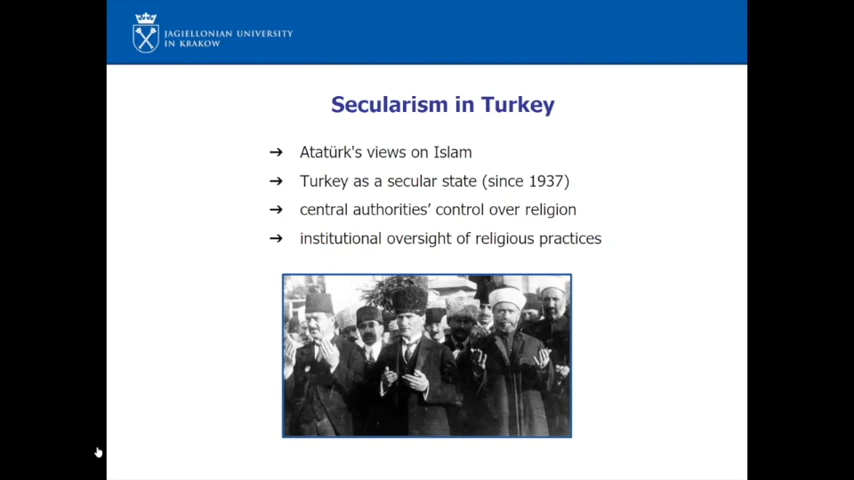 JAGIELLONIAN UNIVERSITY
IN KRAKOW
Secularism in Turkey
➔ Atatürk's views on Islam
➔ Turkey as a secular state (since 1937)
➔ central authorities’ control over religion
➔ institutional oversight of religious practices